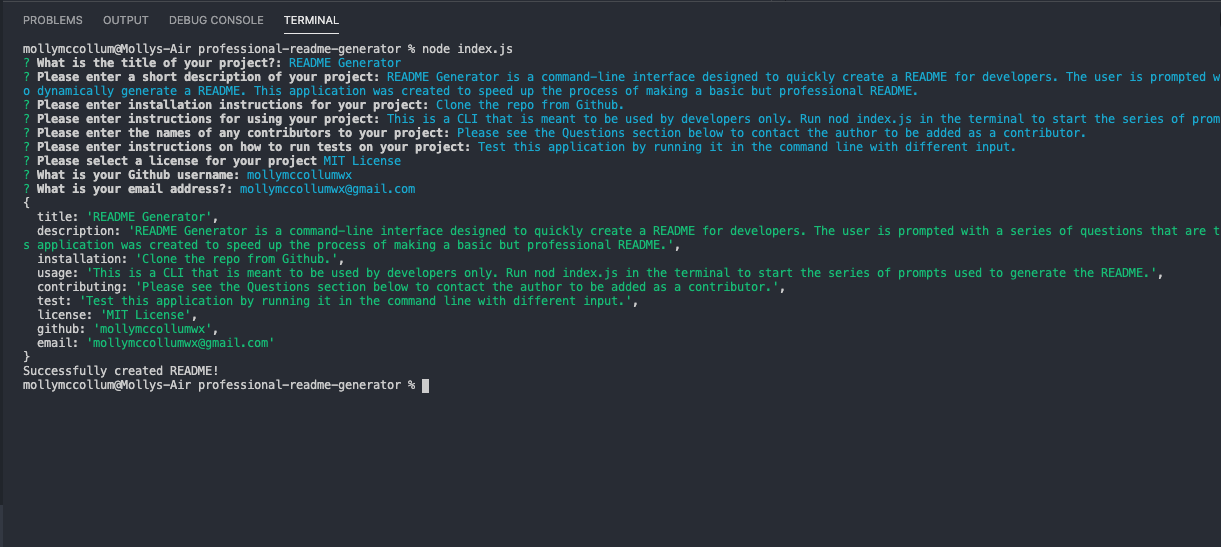 PROBLEMS OUTPUT DEBUG CONSOLE TERMINAL
mollymccollum@Mollys-Air professional-readme-generator % node index.js
? What is the title of your project?: README Generator
? Please enter a short description of your project: README Generator is a command-line interface designed to quickly create a README for developers. The user is prompted w
o dynamically generate a README. This application was created to speed up the process of making a basic but professional README.
? Please enter installation instructions for your project: Clone the repo from Github.
? Please enter instructions for using your project: This is a CLI that is meant to be used by developers only. Run nod index.js in the terminal to start the series of prom
? Please enter the names of any contributors to your project: Please see the Questions section below to contact the author to be added as a contributor.
? Please enter instructions on how to run tests on your project: Test this application by running it in the command line with different input.
? Please select a license for your project MIT License
? What is your Github username: mollymccollumwx
? What is your email address?: mollymccollumwx@gmail.com
{
title: 'README Generator',
description: 'README Generator is a command-line interface designed to quickly create a README for developers. The user is prompted with a series of questions that are t
s application was created to speed up the process of making a basic but professional README.',
installation: 'Clone the repo from Github.',
usage: 'This is a CLI that is meant to be used by developers only. Run nod index.js in the terminal to start the series of prompts used to generate the README.',
contributing: 'Please see the Questions section below to contact the author to be added as a contributor.',
test: 'Test this application by running it in the command line with different input.',
license: 'MIT License',
github: 'mollymccollumwx',
email: 'mollymccollumwx@gmail.com'
}
Successfully created README!
mollymccollum@Mollys-Air professional-readme-generator %